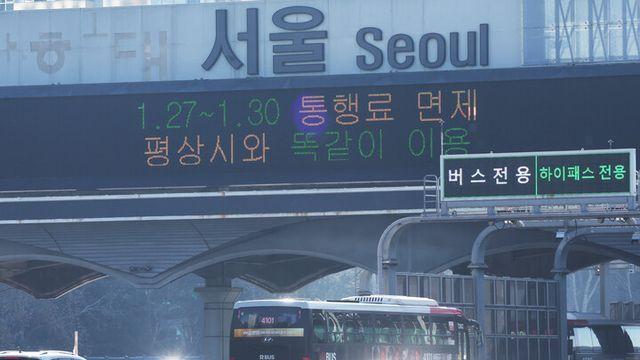 서울 Seoul
1.27~1.30 통행료 면제
평상시와 똑같이 이용
버스 전용 하이패스 전용
4101